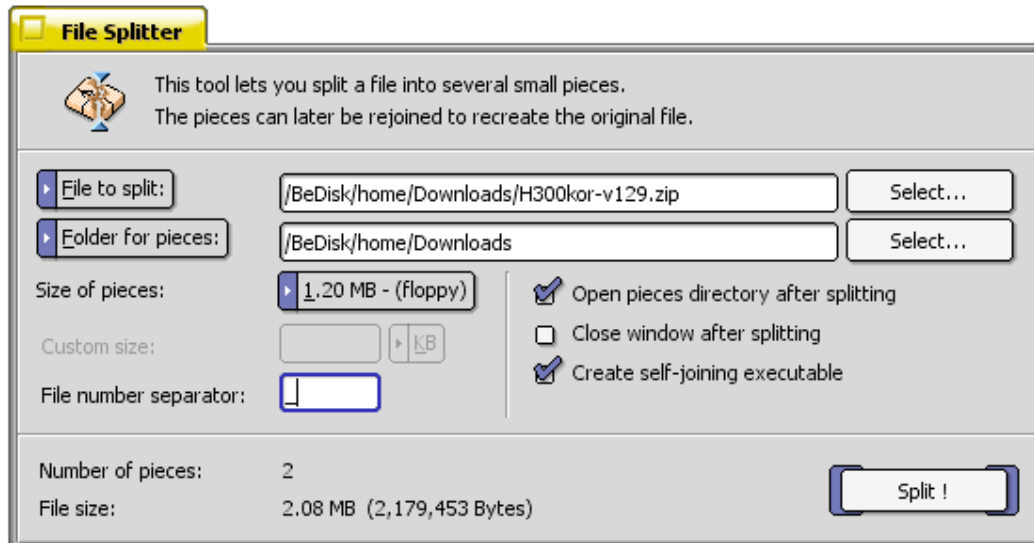 File Splitter
This tool lets you split a file into several small pieces.
The pieces can later be rejoined to recreate the original file.
File to split: /BeDisk/home/Downloads/H300kor-v129.zip Select...
Folder for pieces: /BeDisk/home/Downloads Select...
Size of pieces: 1.20 MB - (floppy)
Open pieces directory after splitting
Close window after splitting
Custom size: KB
Create self-joining executable
File number separator: _
Number of pieces: 2
Split !
File size: 2.08 MB (2,179,453 Bytes)